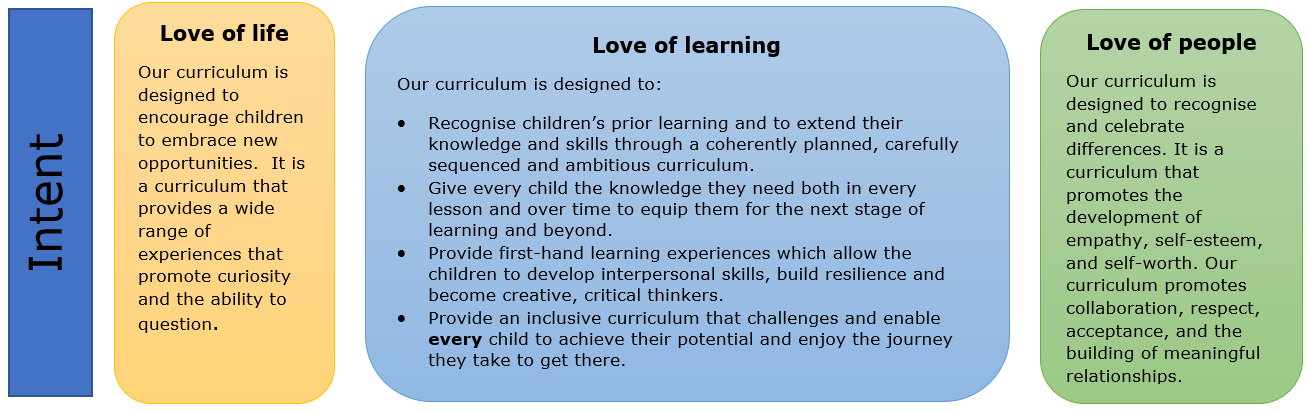 Intent
Love of life
Our curriculum is
designed to
encourage children
to embrace new
opportunities.  It is
a curriculum that
provides a wide
range of
experiences that
promote curiosity
and the ability to
question.
Love of learning
Our curriculum is designed to:
• Recognise children’s prior learning and to extend their
knowledge and skills through a coherently planned, carefully
sequenced and ambitious curriculum.
• Give every child the knowledge they need both in every
lesson and over time to equip them for the next stage of
learning and beyond.
• Provide first-hand learning experiences which allow the
children to develop interpersonal skills, build resilience and
become creative, critical thinkers.
• Provide an inclusive curriculum that challenges and enable
every child to achieve their potential and enjoy the journey
they take to get there.
Love of people
Our curriculum is
designed to recognise
and celebrate
differences. It is a
curriculum that
promotes the
development of
empathy, self-esteem,
and self-worth. Our
curriculum promotes
collaboration, respect,
acceptance, and the
building of meaningful
relationships.